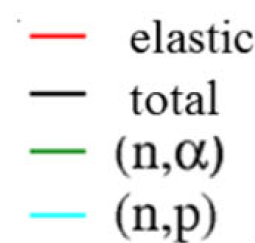 elastic
total
(n,α)
(n,p)